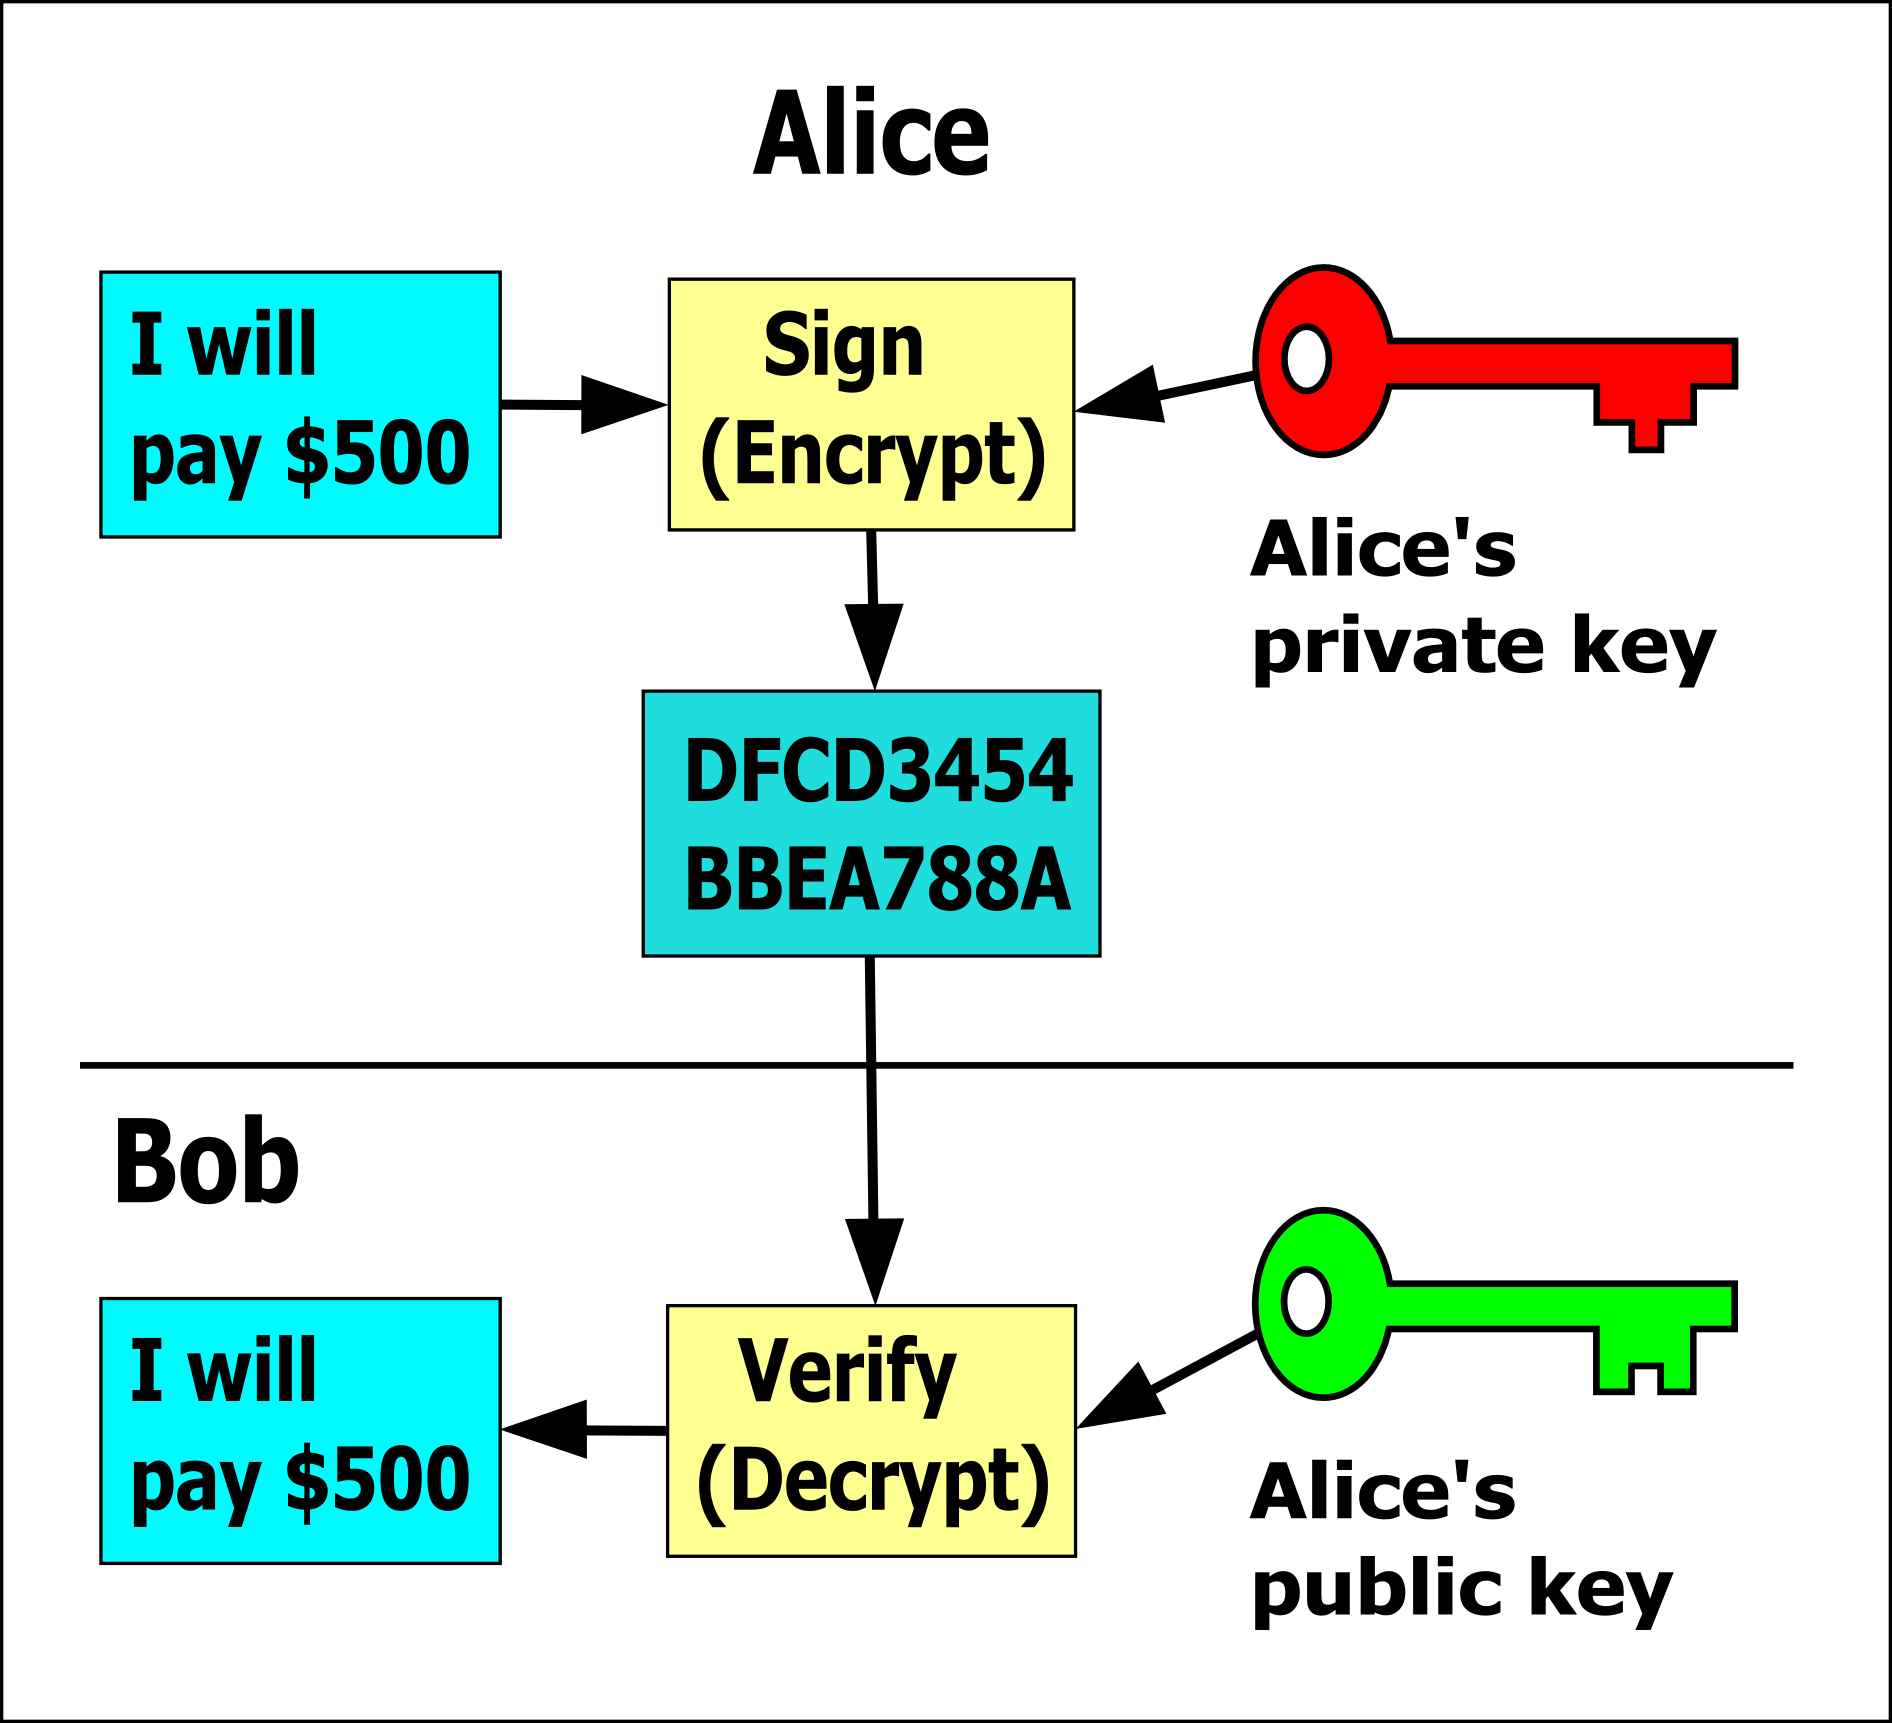 Alice
I will
pay $500
Sign
(Encrypt)
Alice's
private key
DFCD3454
BBEA788A
Bob
I will
pay $500
Verify
(Decrypt)
Alice's
public key